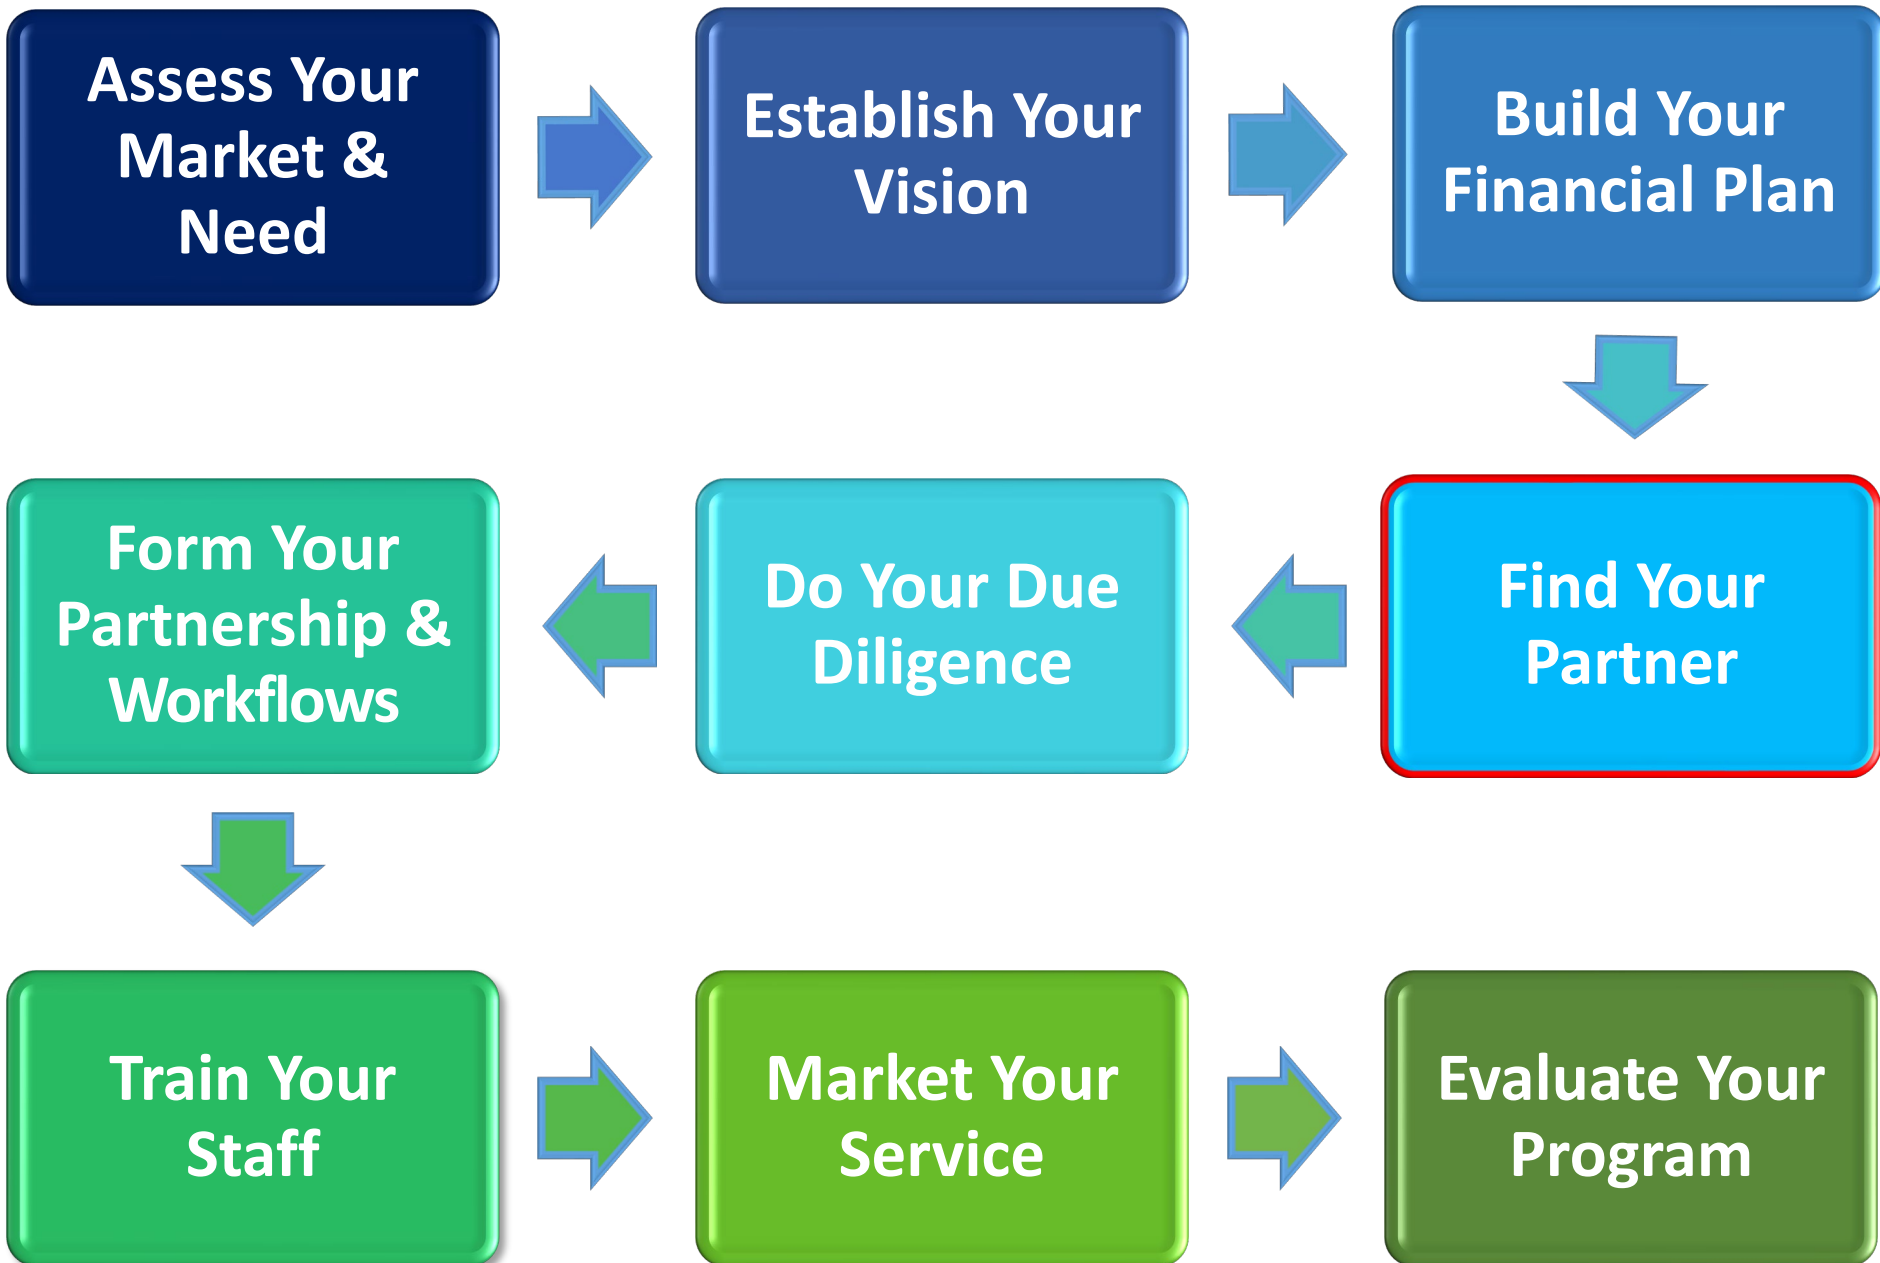 Assess Your
Market &
Need
Establish Your
Vision
Build Your
Financial Plan
Find Your
Partner
Do Your Due
Diligence
Form Your
Partnership &
Workflows
Train Your
Staff
Market Your
Service
Evaluate Your
Program